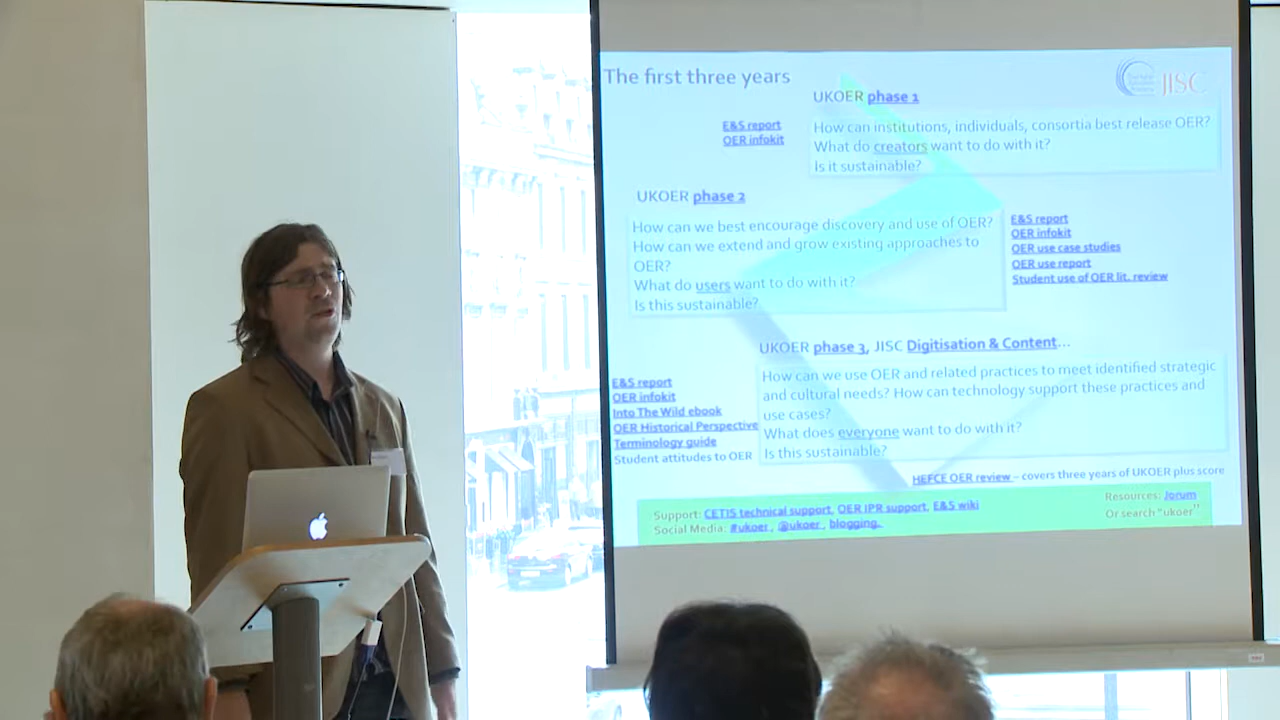 The first three years
JISC
UKOER phase 1
E&S report
OER infokit
How can institutions, individuals, consortia best release OER?
What do creators want to do with it?
Is it sustainable?
UKOER phase 2
How can we best encourage discovery and use of OER?
How can we extend and grow existing approaches to
OER?
What do users want to do with it?
Is this sustainable?
E&S report
OER infokit
OER use case studies
OER use report
Student use of OER lit. review
UKOER phase 3, JISC Digitisation & Content...
E&S report
OER infokit
Into The Wild ebook
OER Historical Perspective
Terminology guide
Student attitudes to OER
How can we use OER and related practices to meet identified strategic
and cultural needs? How can technology support these practices and
use cases?
What does everyone want to do with it?
Is this sustainable?
HEFCE OER review – covers three years of UKOER plus score
Support: CETIS technical support, OER IPR support, E&S wiki
Social Media: #ukoer, @ukoer, blogging.
Resources: Jorum
Or search "ukoer"